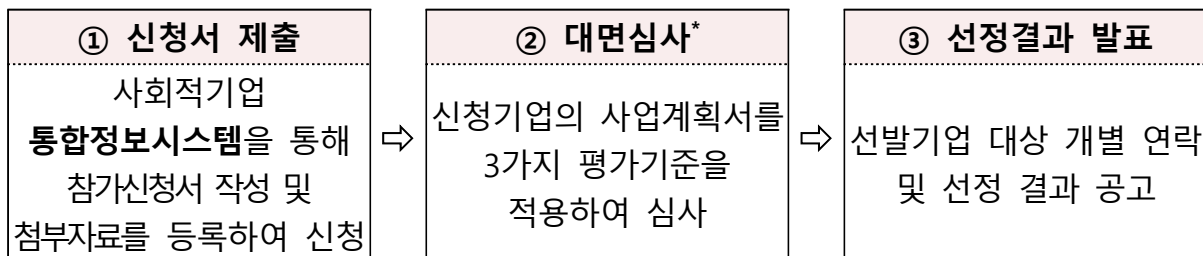 ① 신청서 제출
사회적기업
통합정보시스템을 통해
참가신청서 작성 및
첨부자료를 등록하여 신청
⇨
② 대면심사*
신청기업의 사업계획서를
3가지 평가기준을
적용하여 심사
⇨
③ 선정결과 발표
선발기업 대상 개별 연락
및 선정 결과 공고